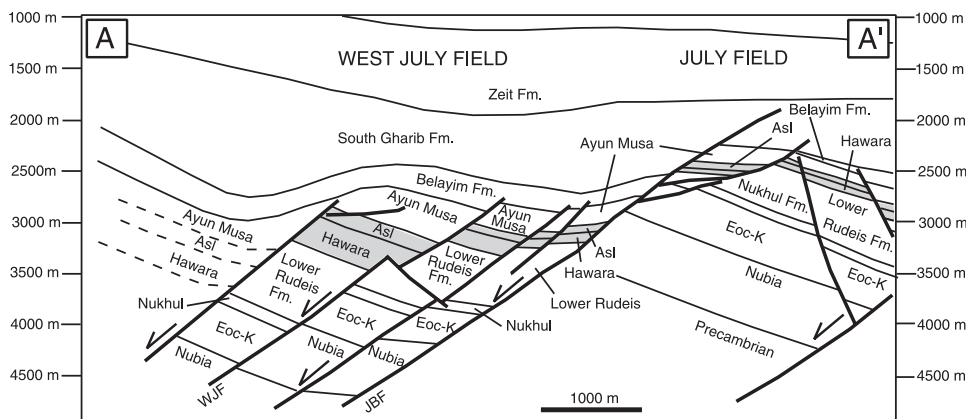 1000 m
1500 m
2000 m
2500m
3000 m
3500 m
4000 m
4500 m
A
A'
1000 m
1500 m
2000 m
2500 m
3000 m
3500 m
4000 m
4500 m
WEST JULY FIELD
JULY FIELD
Zeit Fm.
South Gharib Fm.
Belayim Fm.
Belayim Fm.
Asl
Ayun Musa
Hawara
Ayun Musa
Asl
Hawara
Nukhul
Asl
Hawara
Ayun Musa
Ayun
Musa
Lower
Rudeis
Fm.
Lower
Rudeis
Fm.
Asl
Hawara
Lower Rudeis
Nukhul
Nukhul Fm.
Lower
Rudeis Fm.
Eoc-K
Eoc-K
Eoc-K
Eoc-K
Eoc-K
Nubia
Nubia
Nubia
Nubia
Precambrian
WJF
JBF
1000 m